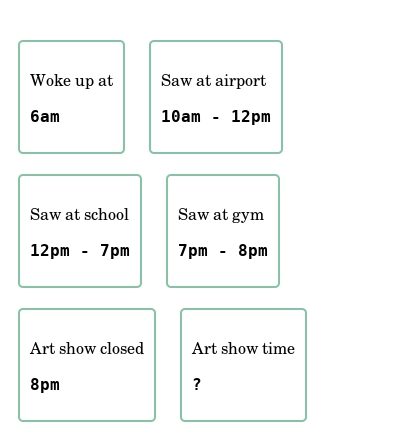 Woke up at
6am
Saw at airport
10am - 12pm
Saw at school
12pm - 7pm
Saw at gym
7pm - 8pm
Art show closed
8pm
Art show time
?